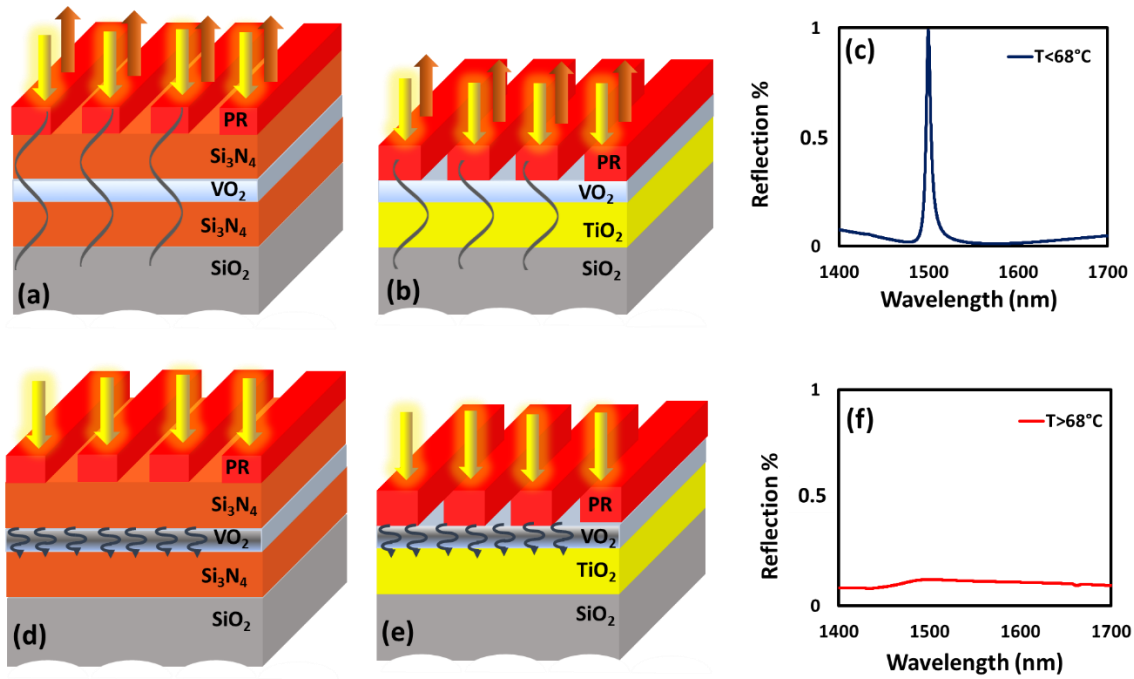 PR
Si₃N₄
VO₂
Si₃N₄
SiO₂
(a)
PR
VO₂
TiO₂
SiO₂
(b)
(c)
T<68°C
Reflection %
1
0.5
0
1400 1500 1600 1700
Wavelength (nm)
PR
Si₃N₄
VO₂
Si₃N₄
SiO₂
(d)
PR
VO₂
TiO₂
SiO₂
(e)
(f)
T>68°C
Reflection %
1
0.5
0
1400 1500 1600 1700
Wavelength (nm)